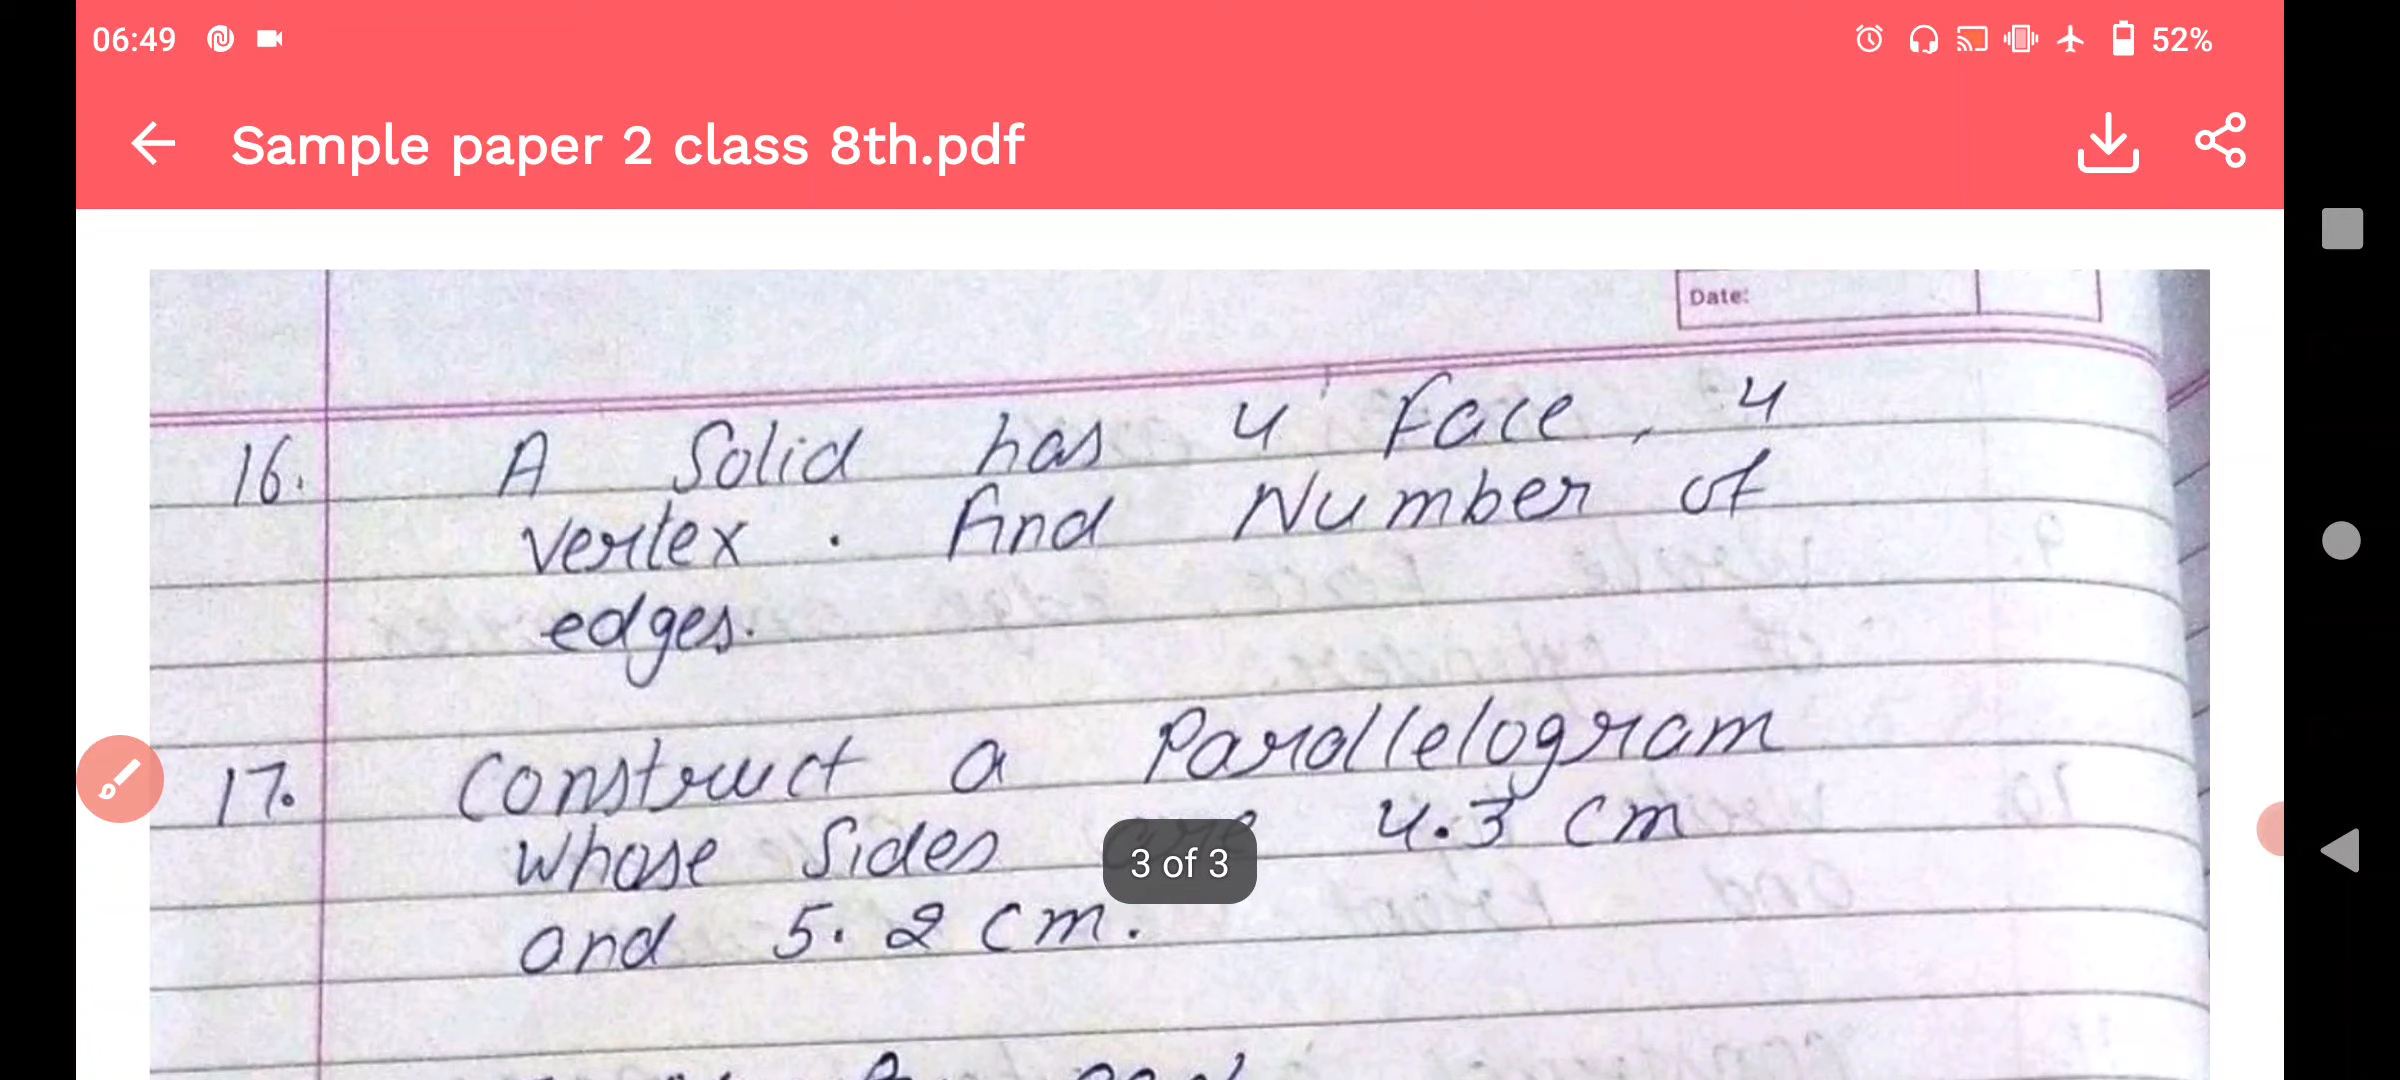 06:49
52%
Sample paper 2 class 8th.pdf
Date:
16. A Solid has 4 face, 4
vertex. find Number of
edges.
17. Construct a Parallelogram
whose Sides are 4.3 cm
3 of 3
and 5.2 cm.